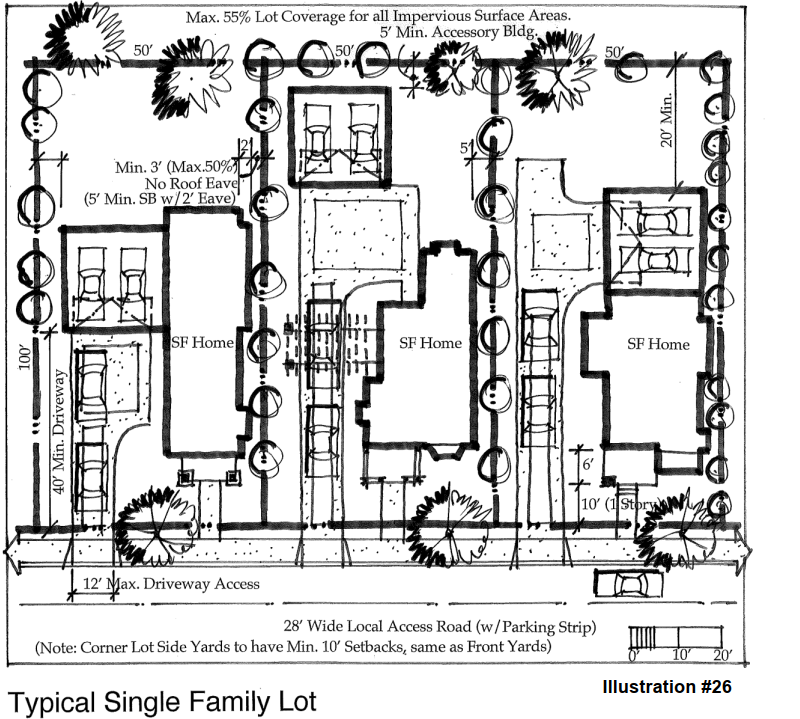 Max. 55% Lot Coverage for all Impervious Surface Areas.
5' Min. Accessory Bldg.
50'
50'
50'
20' Min.
2'
5'
Min. 3' (Max.50%)
No Roof Eave
(5' Min. SB w/2' Eave)
SF Home
SF Home
SF Home
100'
40' Min. Driveway
6'
10' (1 Story)
12' Max. Driveway Access
28' Wide Local Access Road (w/Parking Strip)
(Note: Corner Lot Side Yards to have Min. 10' Setbacks, same as Front Yards)
0' 10' 20'
Illustration #26
Typical Single Family Lot